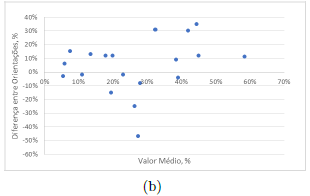 40%
30%
20%
10%
0%
0% 10% 20% 30% 40% 50% 60% 70%
-10%
-20%
-30%
-40%
-50%
-60%
Diferença entre Orientações, %
Valor Médio, %
(b)